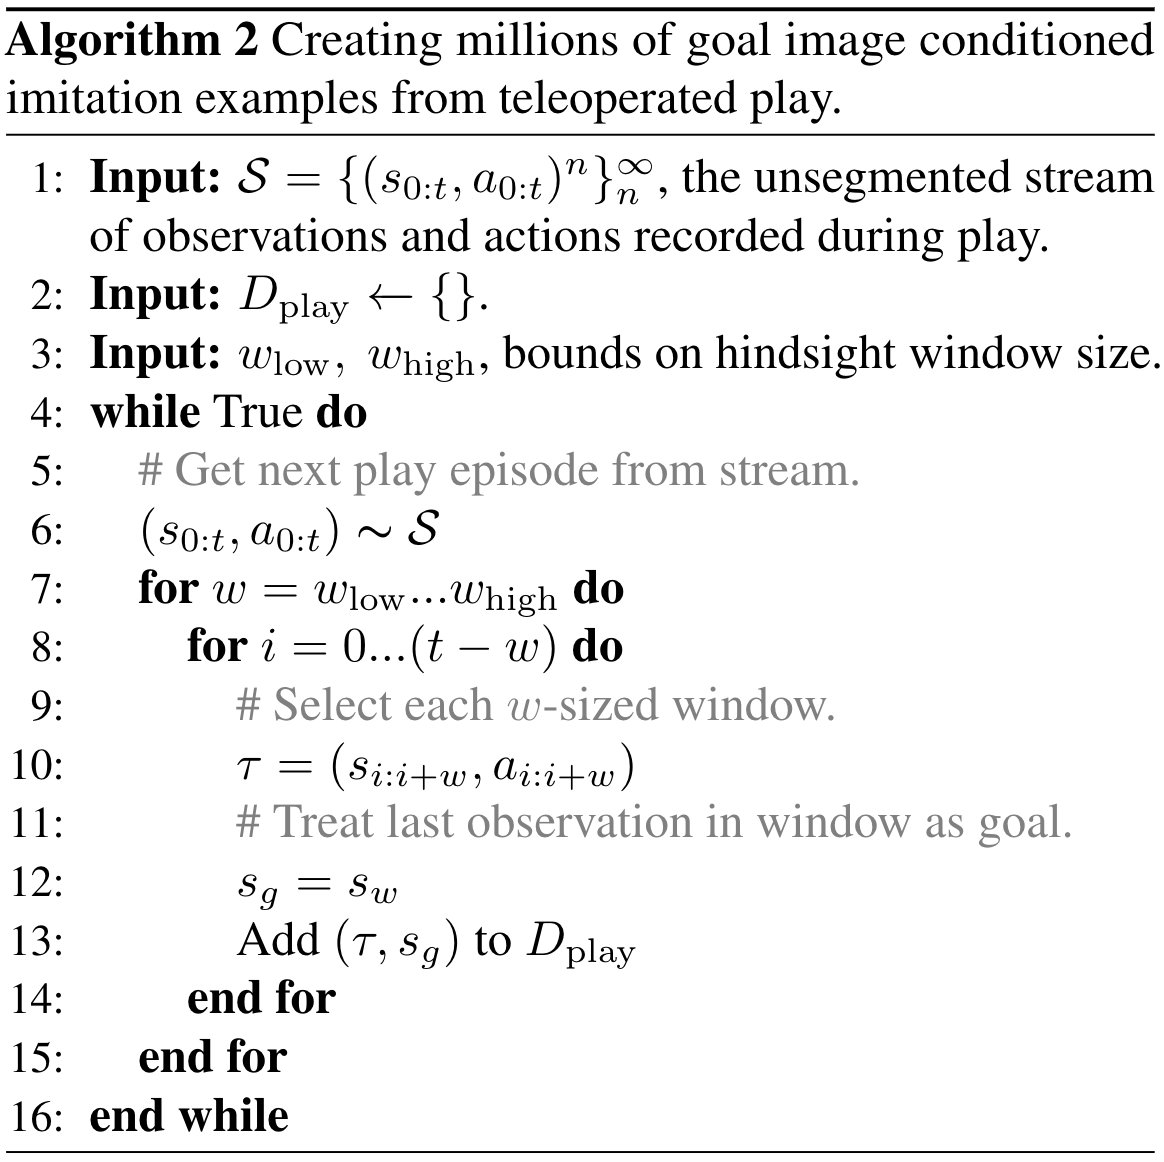 Algorithm 2 Creating millions of goal image conditioned
imitation examples from teleoperated play.
1: Input: $\mathcal{S} = \{(s_{0:t}, a_{0:t})^n\}_n^\infty$, the unsegmented stream
of observations and actions recorded during play.
2: Input: $D_{\text{play}} \leftarrow \{\}$.
3: Input: $w_{\text{low}},\ w_{\text{high}}$, bounds on hindsight window size.
4: while True do
5: # Get next play episode from stream.
6: $(s_{0:t}, a_{0:t}) \sim \mathcal{S}$
7: for $w = w_{\text{low}}...w_{\text{high}}$ do
8: for $i = 0...(t - w)$ do
9: # Select each $w$-sized window.
10: $\tau = (s_{i:i+w}, a_{i:i+w})$
11: # Treat last observation in window as goal.
12: $s_g = s_w$
13: Add $(\tau, s_g)$ to $D_{\text{play}}$
14: end for
15: end for
16: end while